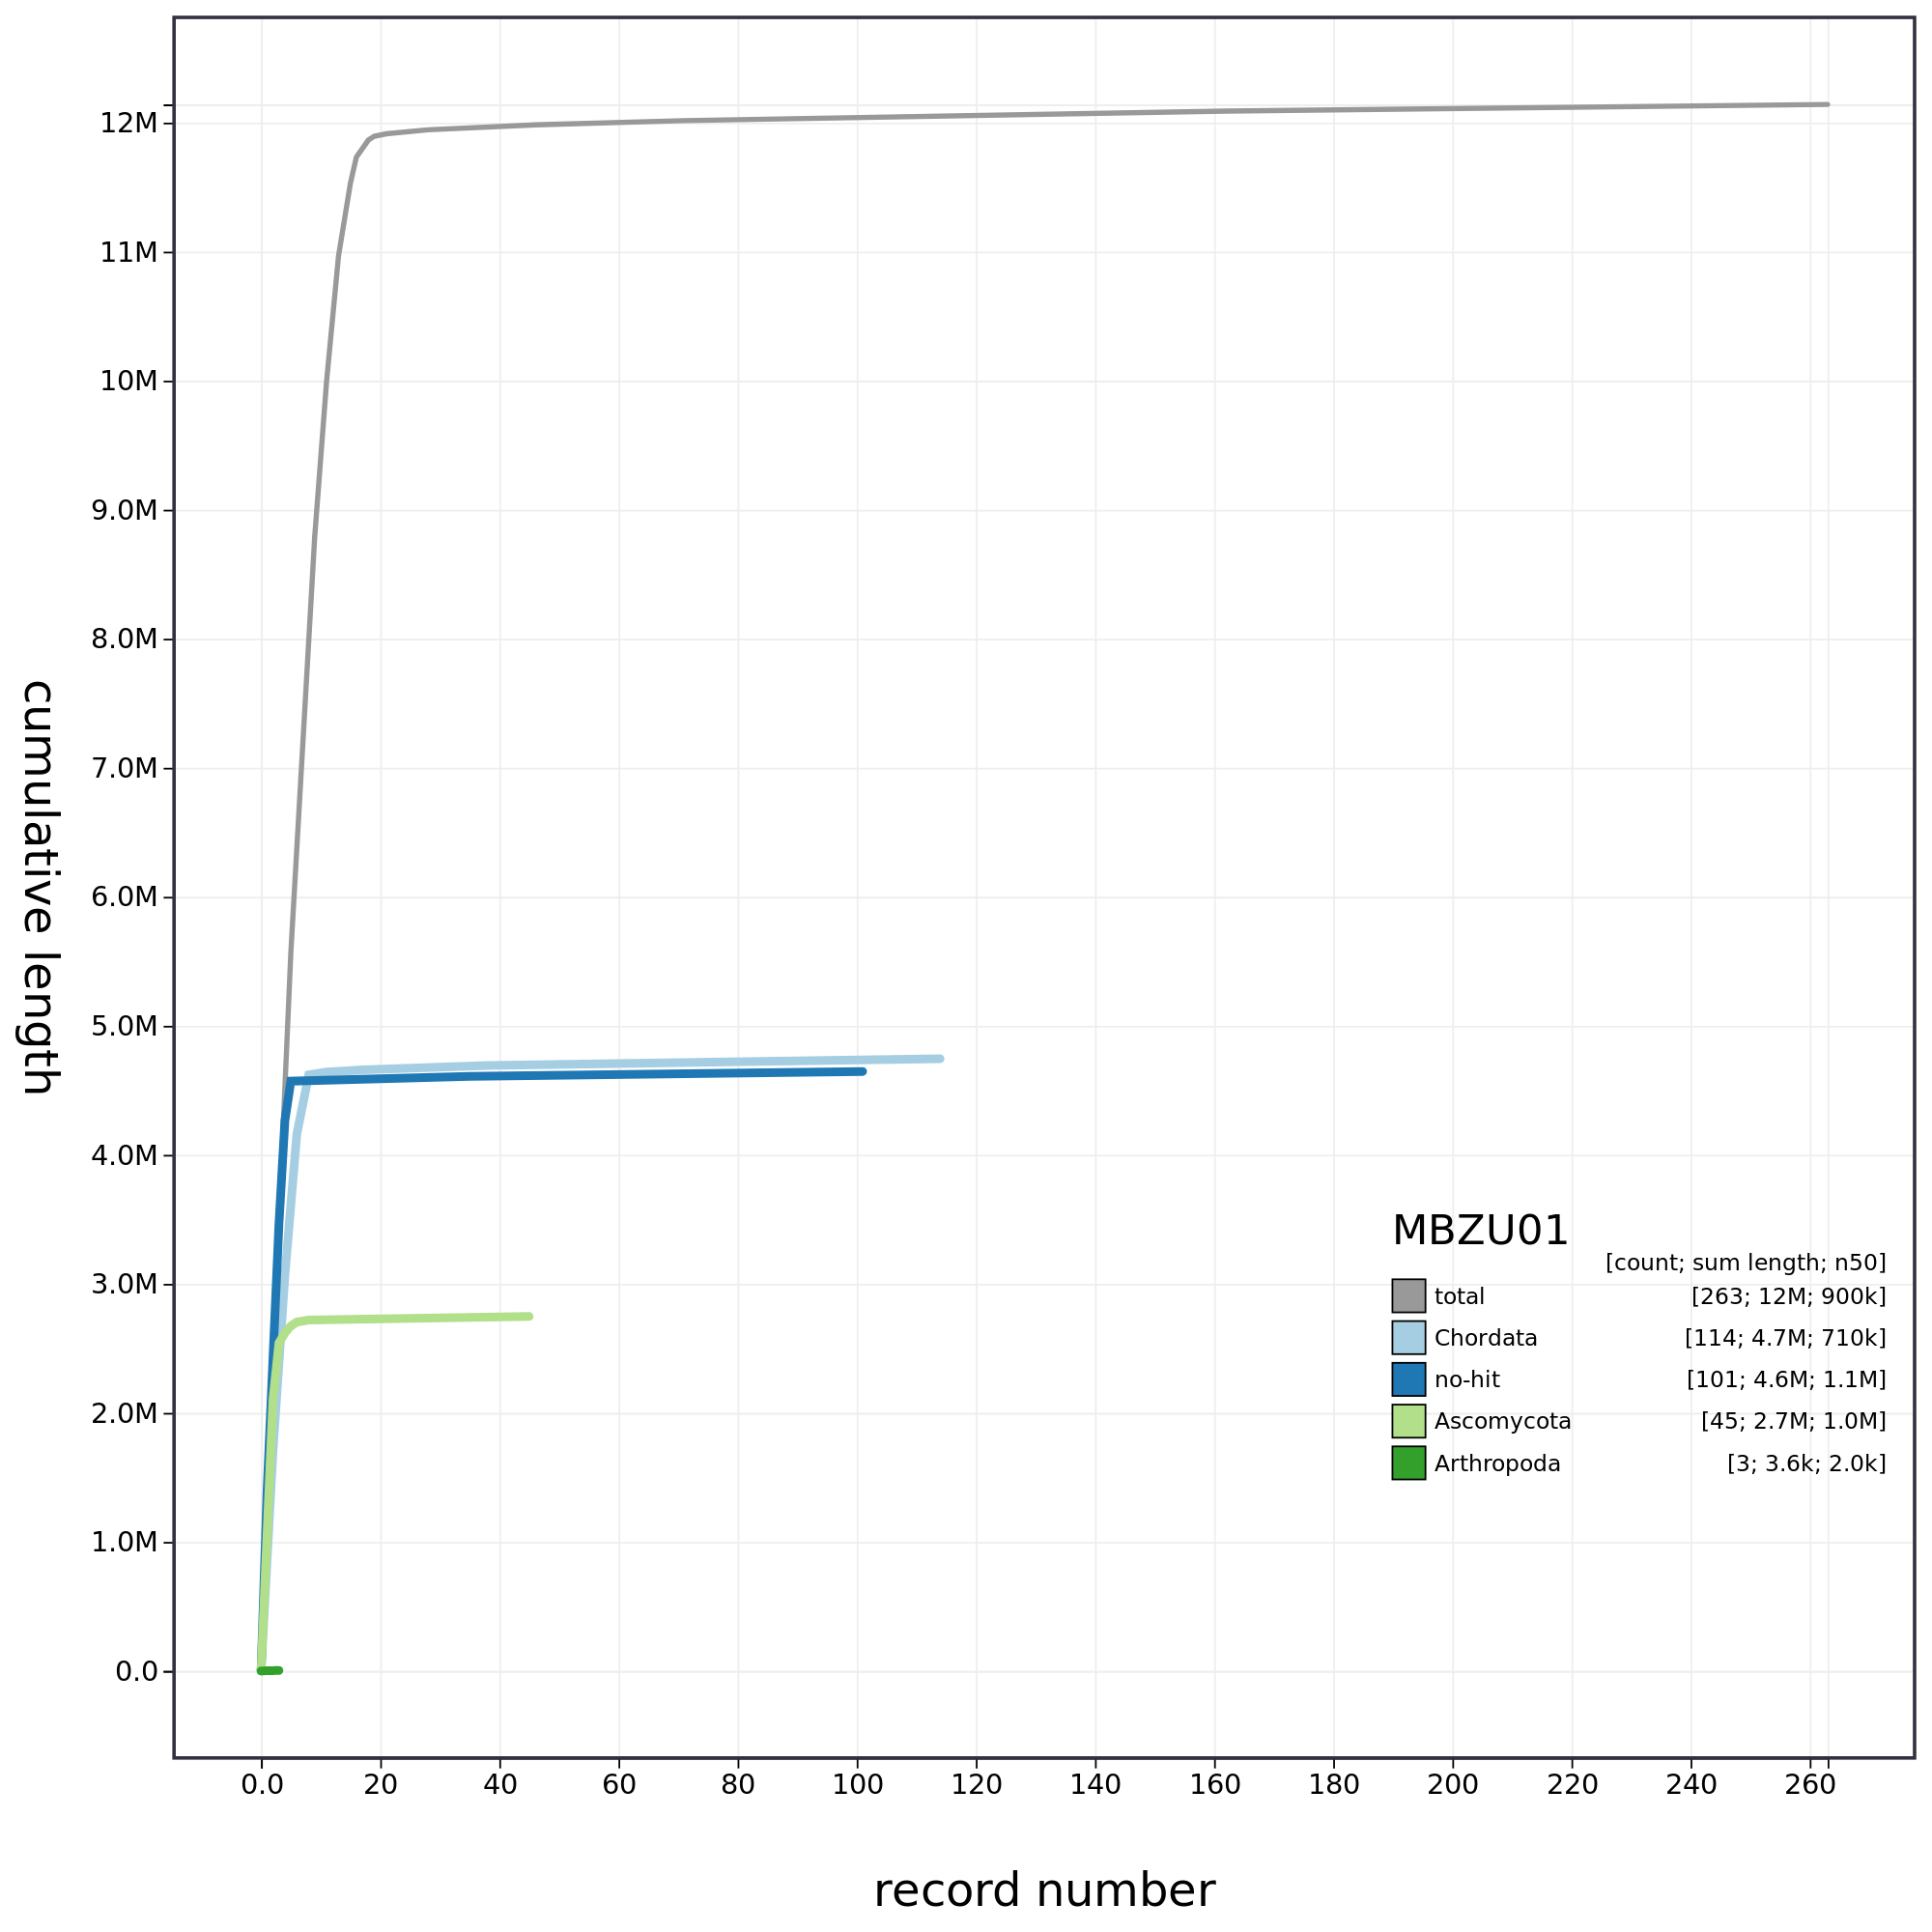 12M
11M
10M
9.0M
8.0M
7.0M
6.0M
5.0M
4.0M
3.0M
2.0M
1.0M
0.0
cumulative length
MBZU01
[count; sum length; n50]
total [263; 12M; 900k]
Chordata [114; 4.7M; 710k]
no-hit [101; 4.6M; 1.1M]
Ascomycota [45; 2.7M; 1.0M]
Arthropoda [3; 3.6k; 2.0k]
0.0 20 40 60 80 100 120 140 160 180 200 220 240 260
record number